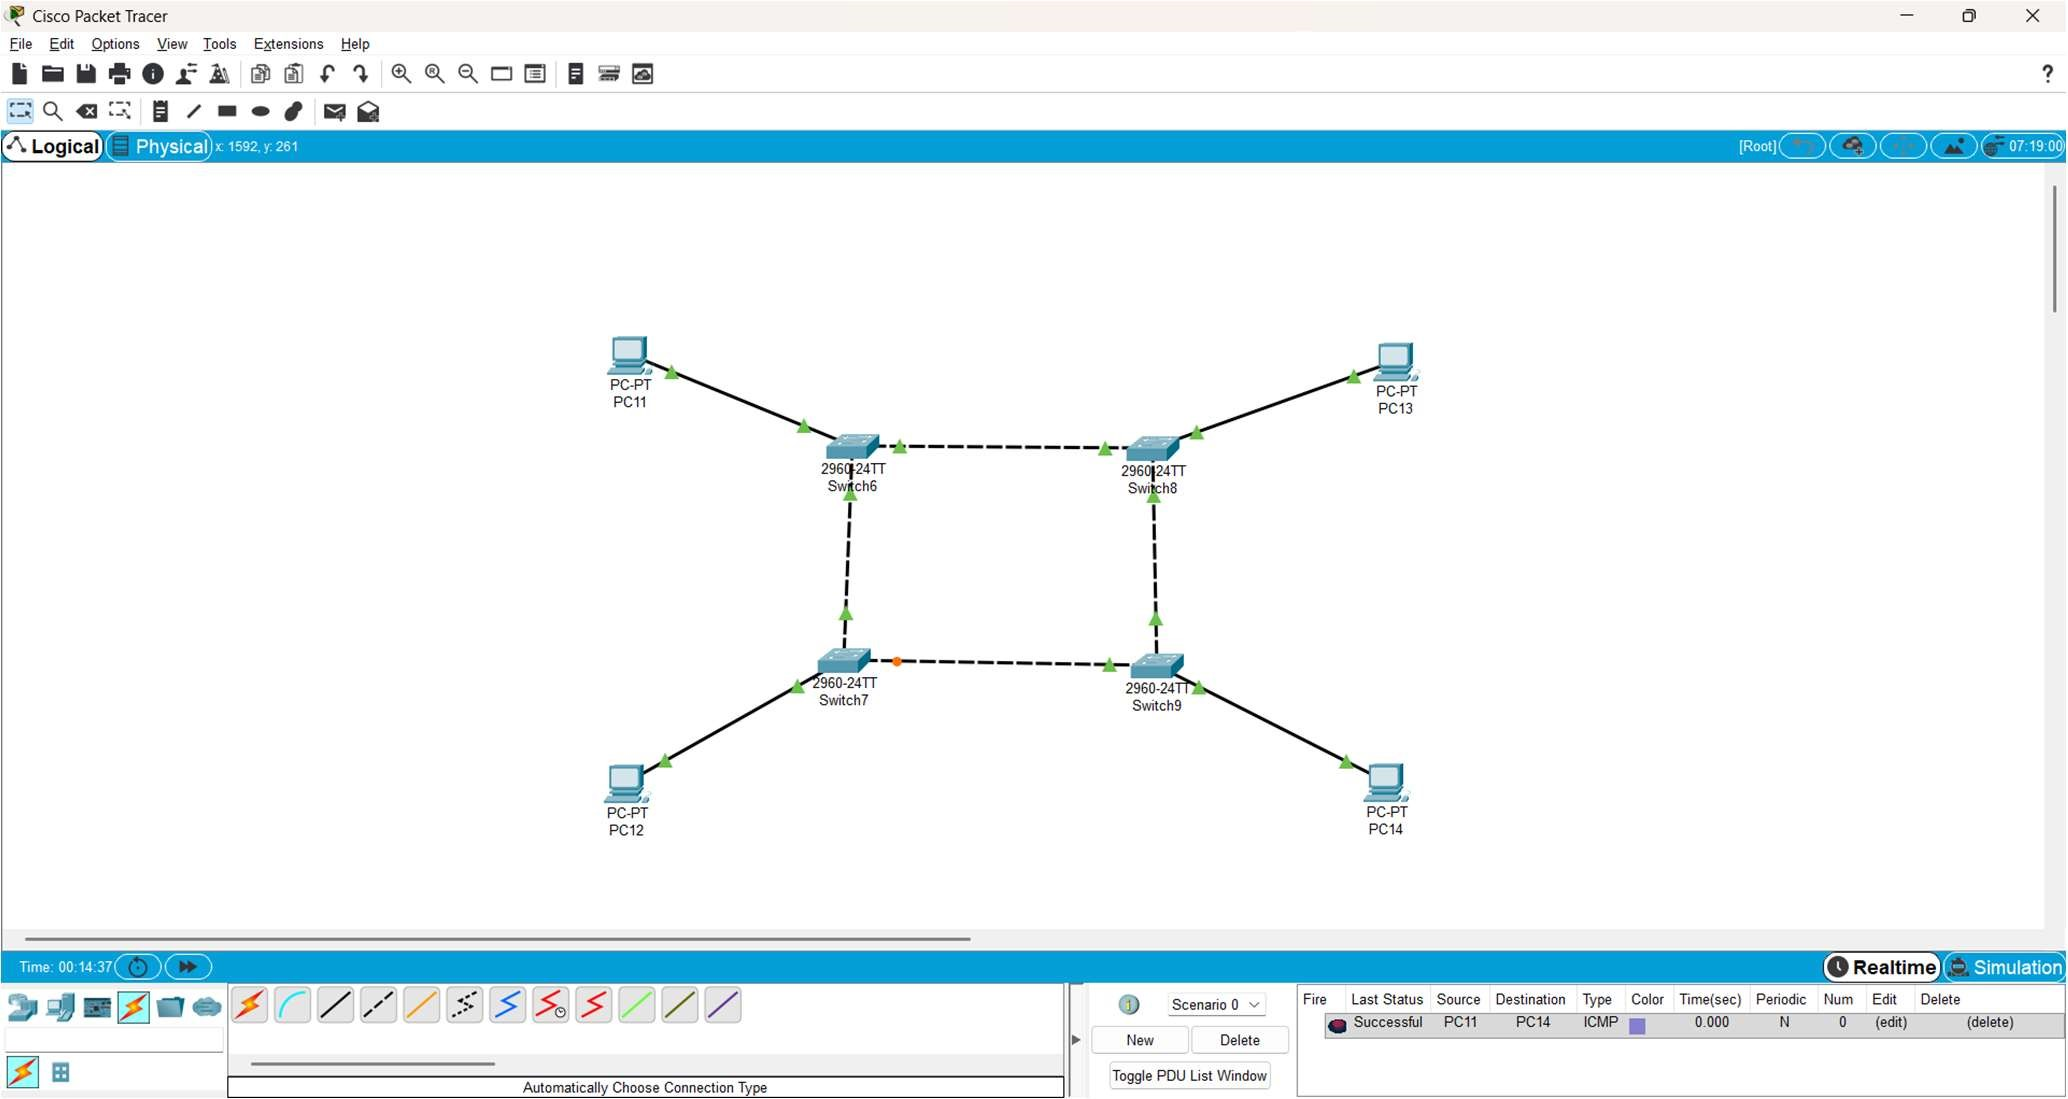 Cisco Packet Tracer
File Edit Options View Tools Extensions Help
?
Logical Physical x: 1592, y: 261 [Root] 07:19:00
PC-PT
PC11
PC-PT
PC13
2960-24TT
Switch6
2960-24TT
Switch8
2960-24TT
Switch7
2960-24TT
Switch9
PC-PT
PC12
PC-PT
PC14
Time: 00:14:37 Realtime Simulation
Scenario 0
New Delete
Toggle PDU List Window
Fire Last Status Source Destination Type Color Time(sec) Periodic Num Edit Delete
Successful PC11 PC14 ICMP 0.000 N 0 (edit) (delete)
Automatically Choose Connection Type